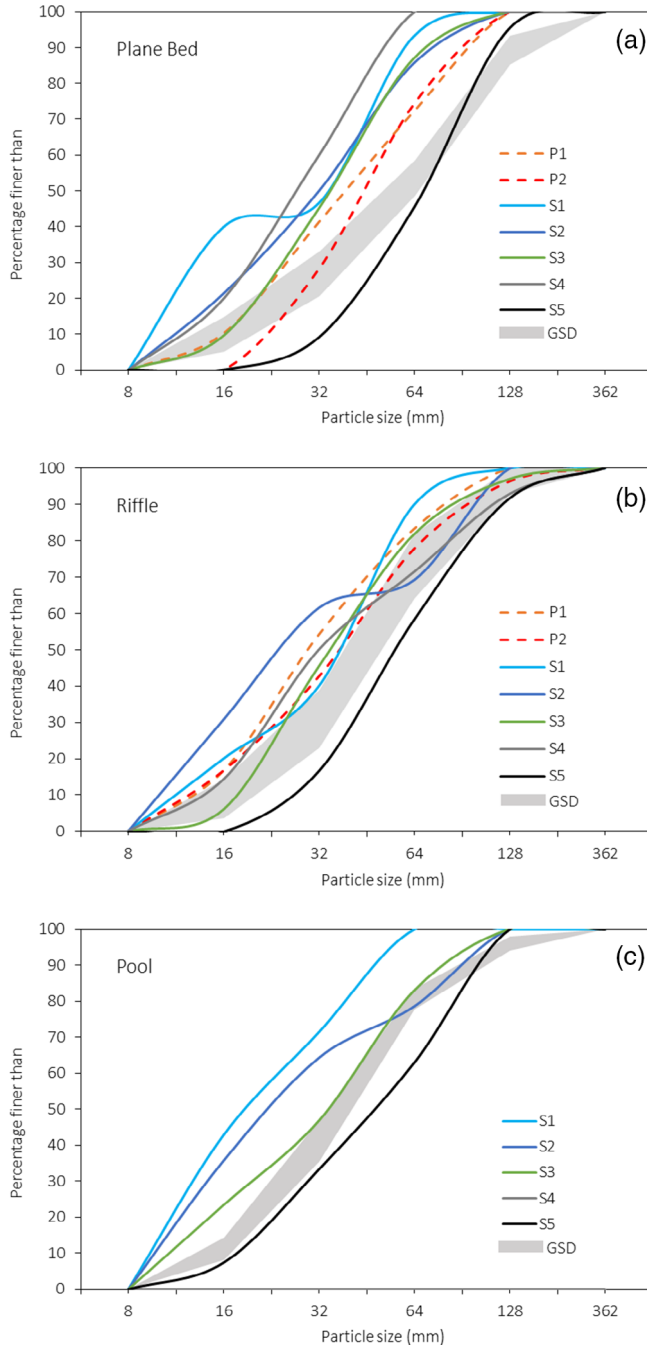 100
90
80
70
60
50
40
30
20
10
0
Percentage finer than
Plane Bed
(a)
P1
P2
S1
S2
S3
S4
S5
GSD
8 16 32 64 128 362
Particle size (mm)
100
90
80
70
60
50
40
30
20
10
0
Percentage finer than
Riffle
(b)
P1
P2
S1
S2
S3
S4
S5
GSD
8 16 32 64 128 362
Particle size (mm)
100
90
80
70
60
50
40
30
20
10
0
Percentage finer than
Pool
(c)
S1
S2
S3
S4
S5
GSD
8 16 32 64 128 362
Particle size (mm)